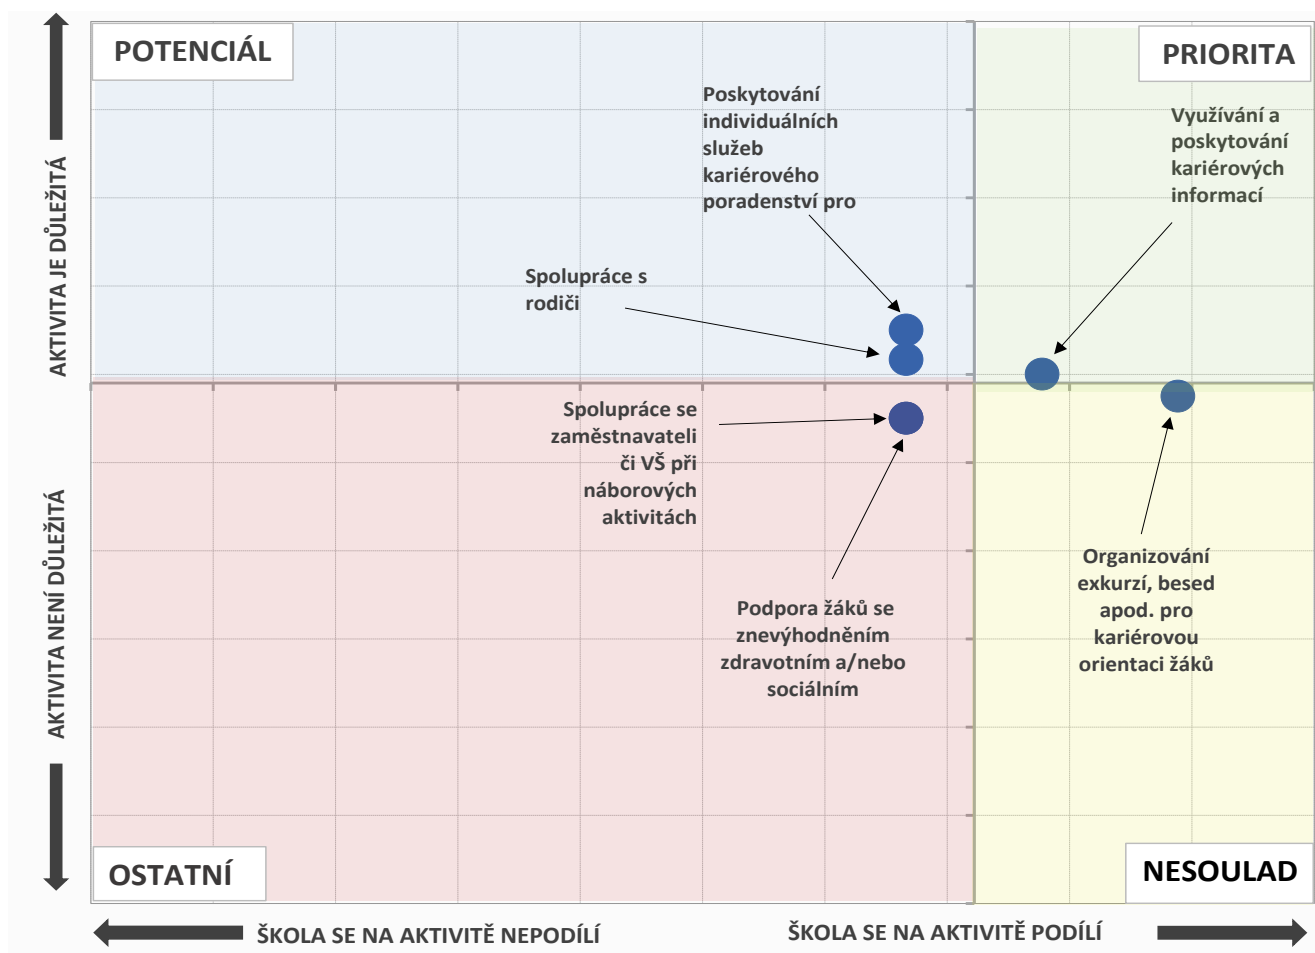 POTENCIÁL
PRIORITA
Poskytování
individuálních
služeb
kariérového
poradenství pro
Využívání a
poskytování
kariérových
informací
Spolupráce s
rodiči
AKTIVITA JE DŮLEŽITÁ
Spolupráce se
zaměstnavateli
či VŠ při
náborových
aktivitách
Podpora žáků se
znevýhodněním
zdravotním a/nebo
sociálním
Organizování
exkurzí, besed
apod. pro
kariérovou
orientaci žáků
AKTIVITA NENÍ DŮLEŽITÁ
OSTATNÍ
NESOULAD
ŠKOLA SE NA AKTIVITĚ NEPODÍLÍ
ŠKOLA SE NA AKTIVITĚ PODÍLÍ